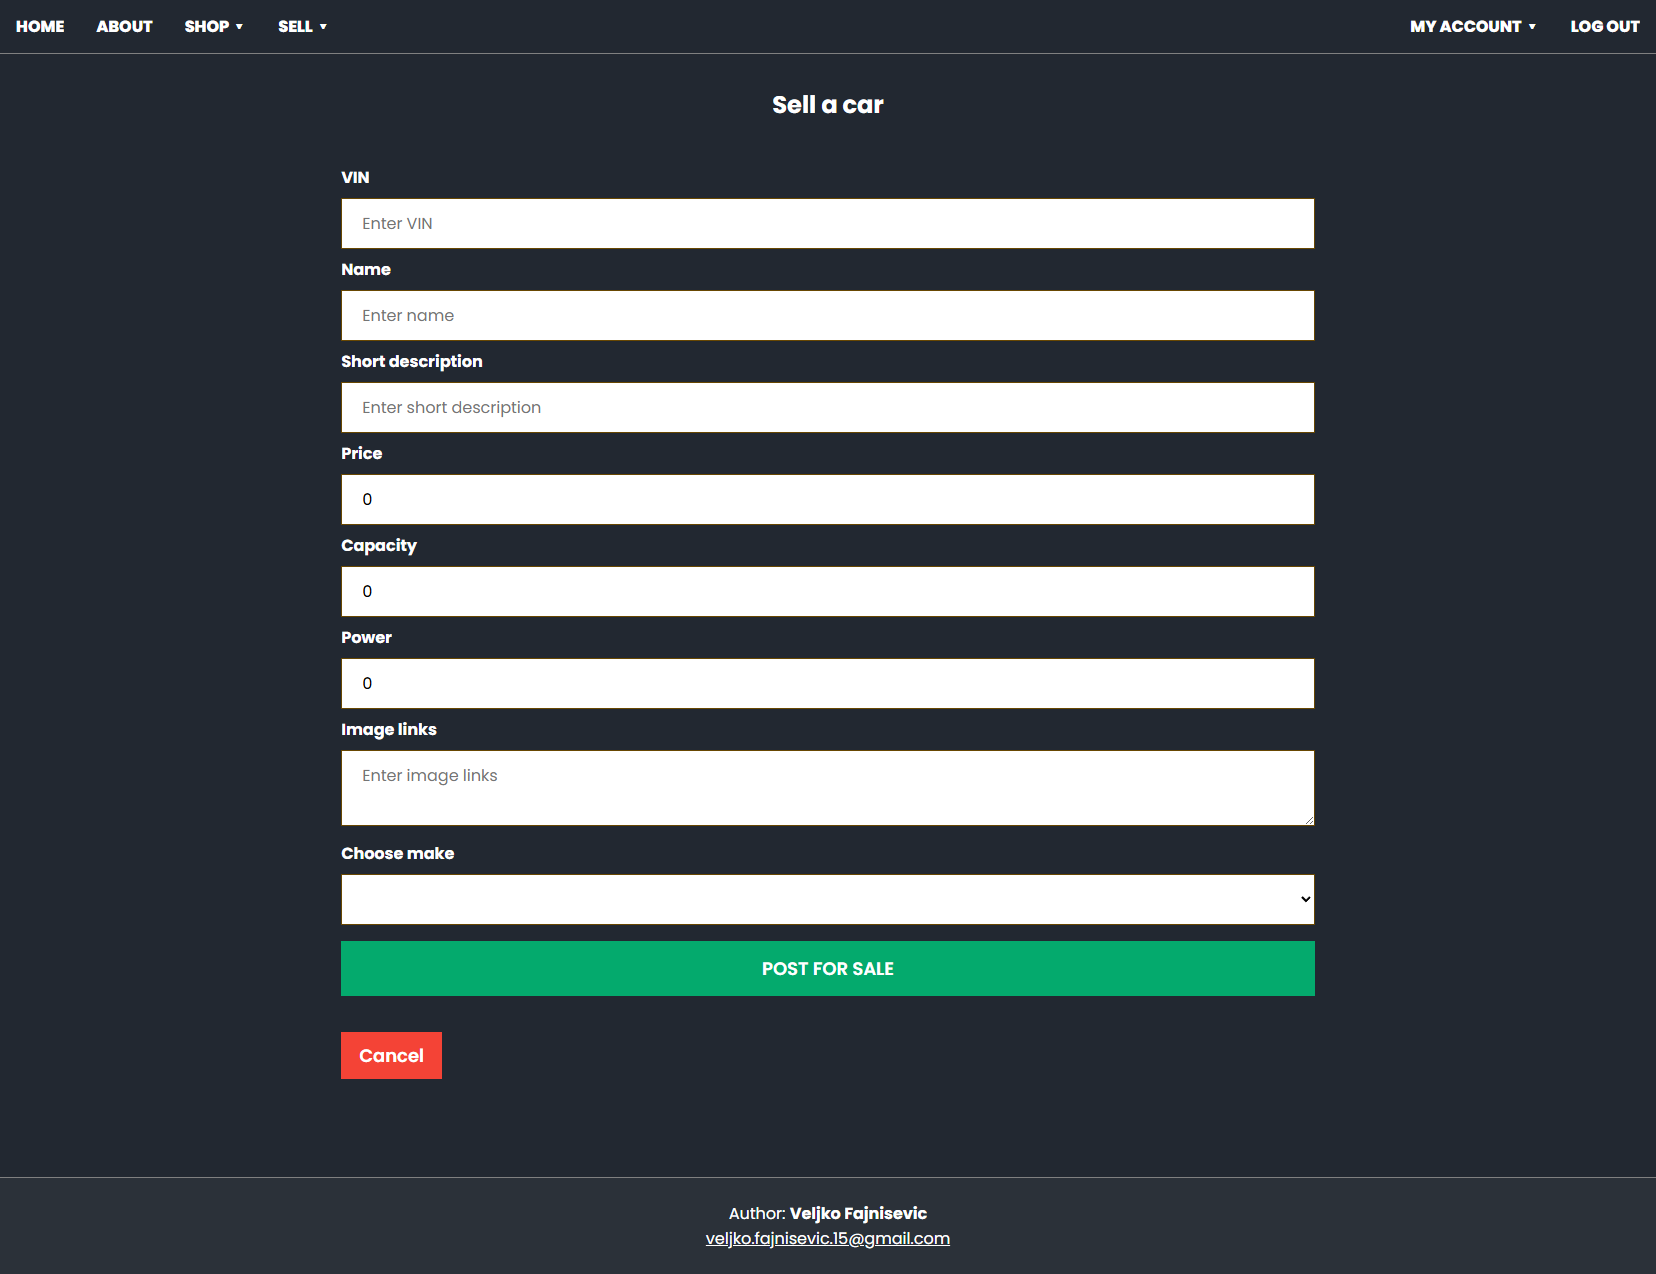 HOME ABOUT SHOP ▼ SELL ▼ MY ACCOUNT ▼ LOG OUT
Sell a car
VIN
Enter VIN
Name
Enter name
Short description
Enter short description
Price
0
Capacity
0
Power
0
Image links
Enter image links
Choose make
POST FOR SALE
Cancel
Author: Veljko Fajnisevic
veljko.fajnisevic.15@gmail.com